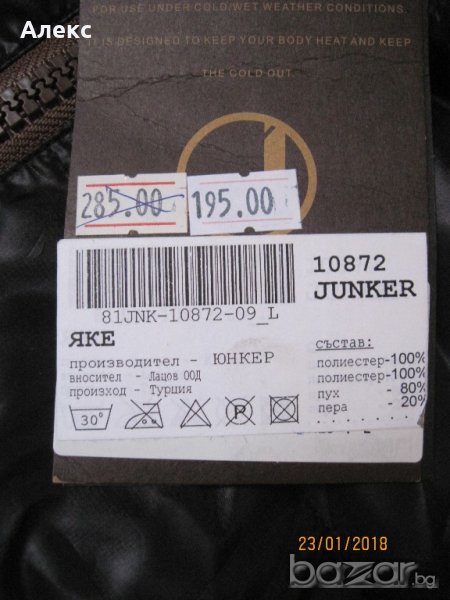 Алекс
FOR USE UNDER COLD/WET WEATHER CONDITIONS.
IT IS DESIGNED TO KEEP YOUR BODY HEAT AND KEEP
THE COLD OUT.
285.00
195.00
81JNK-10872-09_L
10872
JUNKER
ЯКЕ
производител - ЮНКЕР
вносител - Лацов ООД
произход - Турция
30°
P
състав:
полиестер-100%
полиестер-100%
пух - 80%
пера - 20%
23/01/2018
bazar.bg